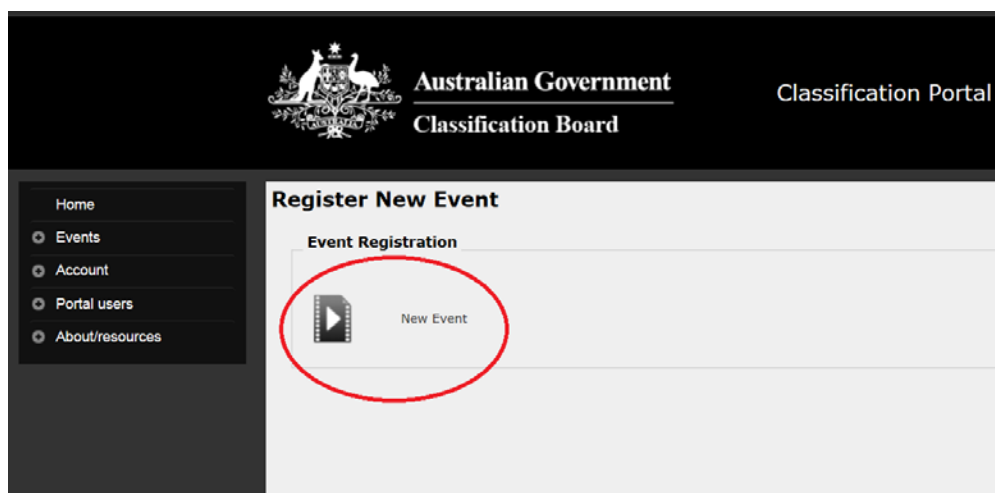 Australian Government
Classification Board
Classification Portal
Home
Events
Account
Portal users
About/resources
Register New Event
Event Registration
New Event